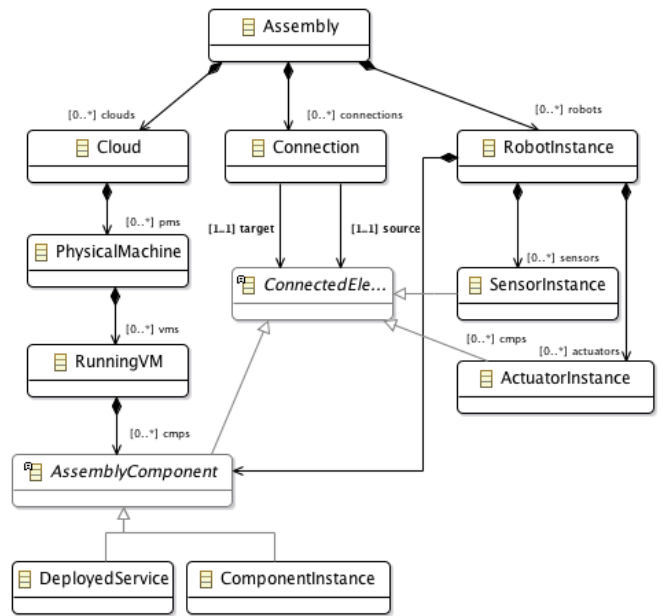 Assembly
[0..*] clouds
[0..*] connections
[0..*] robots
Cloud
Connection
RobotInstance
[0..*] pms
[1..1] target
[1..1] source
PhysicalMachine
ConnectedEle...
[0..*] sensors
SensorInstance
[0..*] vms
[0..*] cmps
[0..*] actuators
RunningVM
ActuatorInstance
[0..*] cmps
AssemblyComponent
DeployedService
ComponentInstance